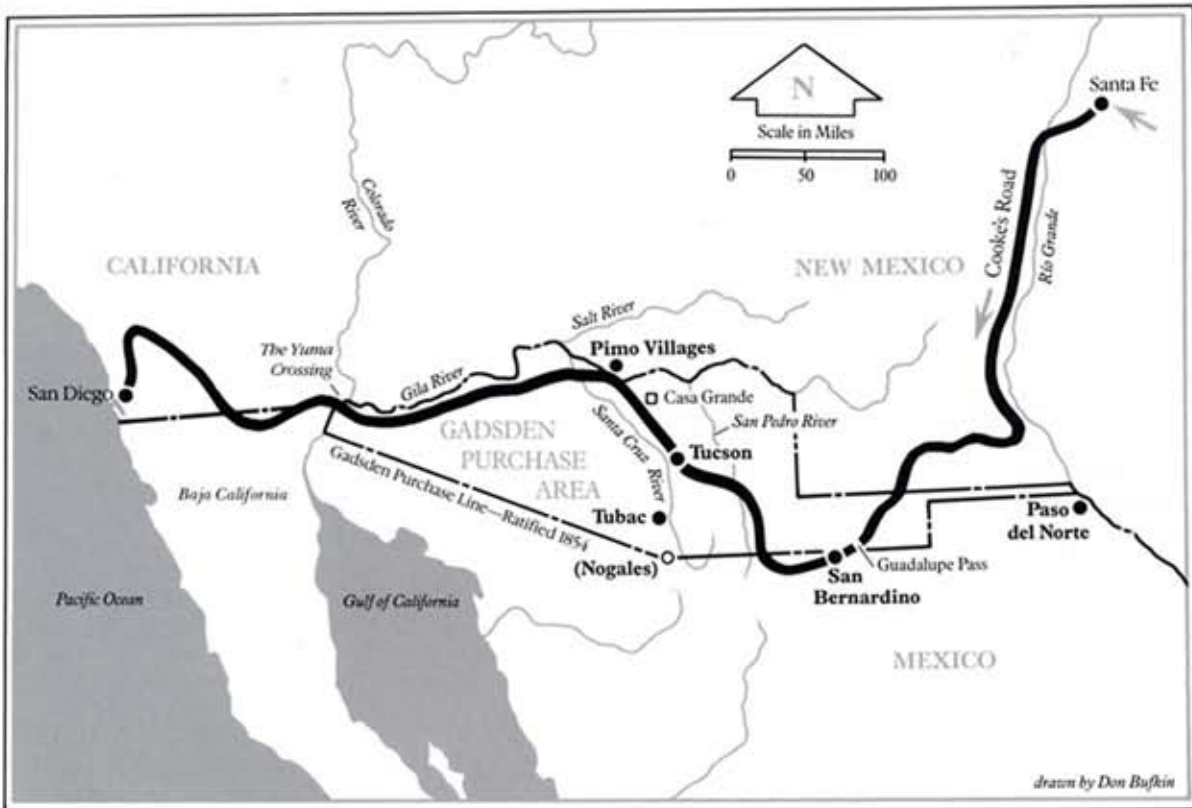 N
Scale in Miles
0 50 100
Santa Fe
Cooke's Road
Río Grande
Colorado
River
CALIFORNIA
NEW MEXICO
Salt River
The Yuma
Crossing
Pimo Villages
Gila River
San Diego
Casa Grande
San Pedro River
GADSDEN
PURCHASE
AREA
Santa Cruz
River
Tucson
Gadsden Purchase Line—Ratified 1854
Baja California
Tubac
Paso
del Norte
(Nogales)
Guadalupe Pass
San
Bernardino
Pacific Ocean
Gulf of California
MEXICO
drawn by Don Bufkin